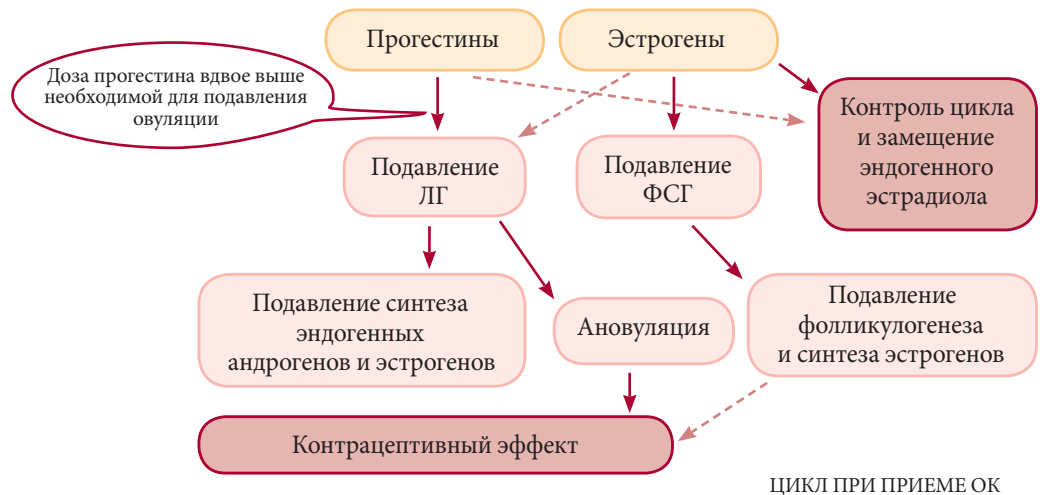 Прогестины
Эстрогены
Доза прогестина вдвое выше
необходимой для подавления
овуляции
Контроль цикла
и замещение
эндогенного
эстрадиола
Подавление
ЛГ
Подавление
ФСГ
Подавление синтеза
эндогенных
андрогенов и эстрогенов
Ановуляция
Подавление
фолликулогенеза
и синтеза эстрогенов
Контрацептивный эффект
ЦИКЛ ПРИ ПРИЕМЕ ОК